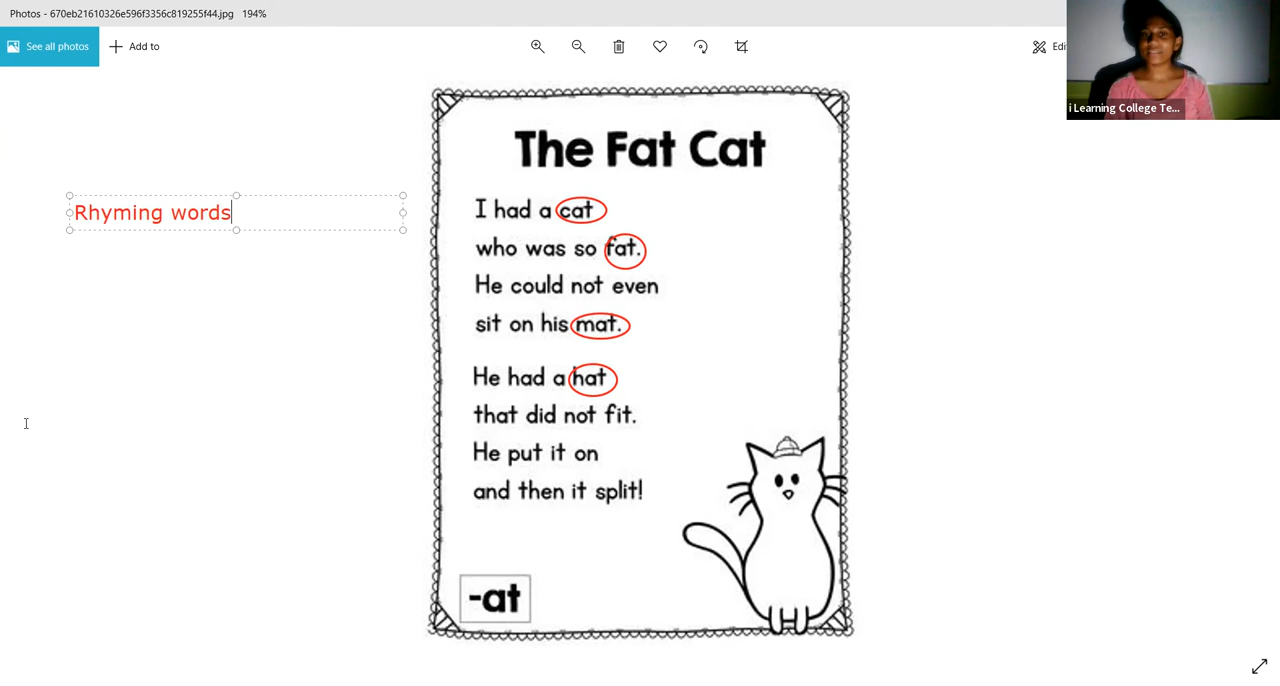 Photos - 670eb21610326e596f3356c819255f44.jpg 194%
See all photos
Add to
i Learning College Te...
Rhyming words
The Fat Cat
I had a cat
who was so fat.
He could not even
sit on his mat.
He had a hat
that did not fit.
He put it on
and then it split!
-at